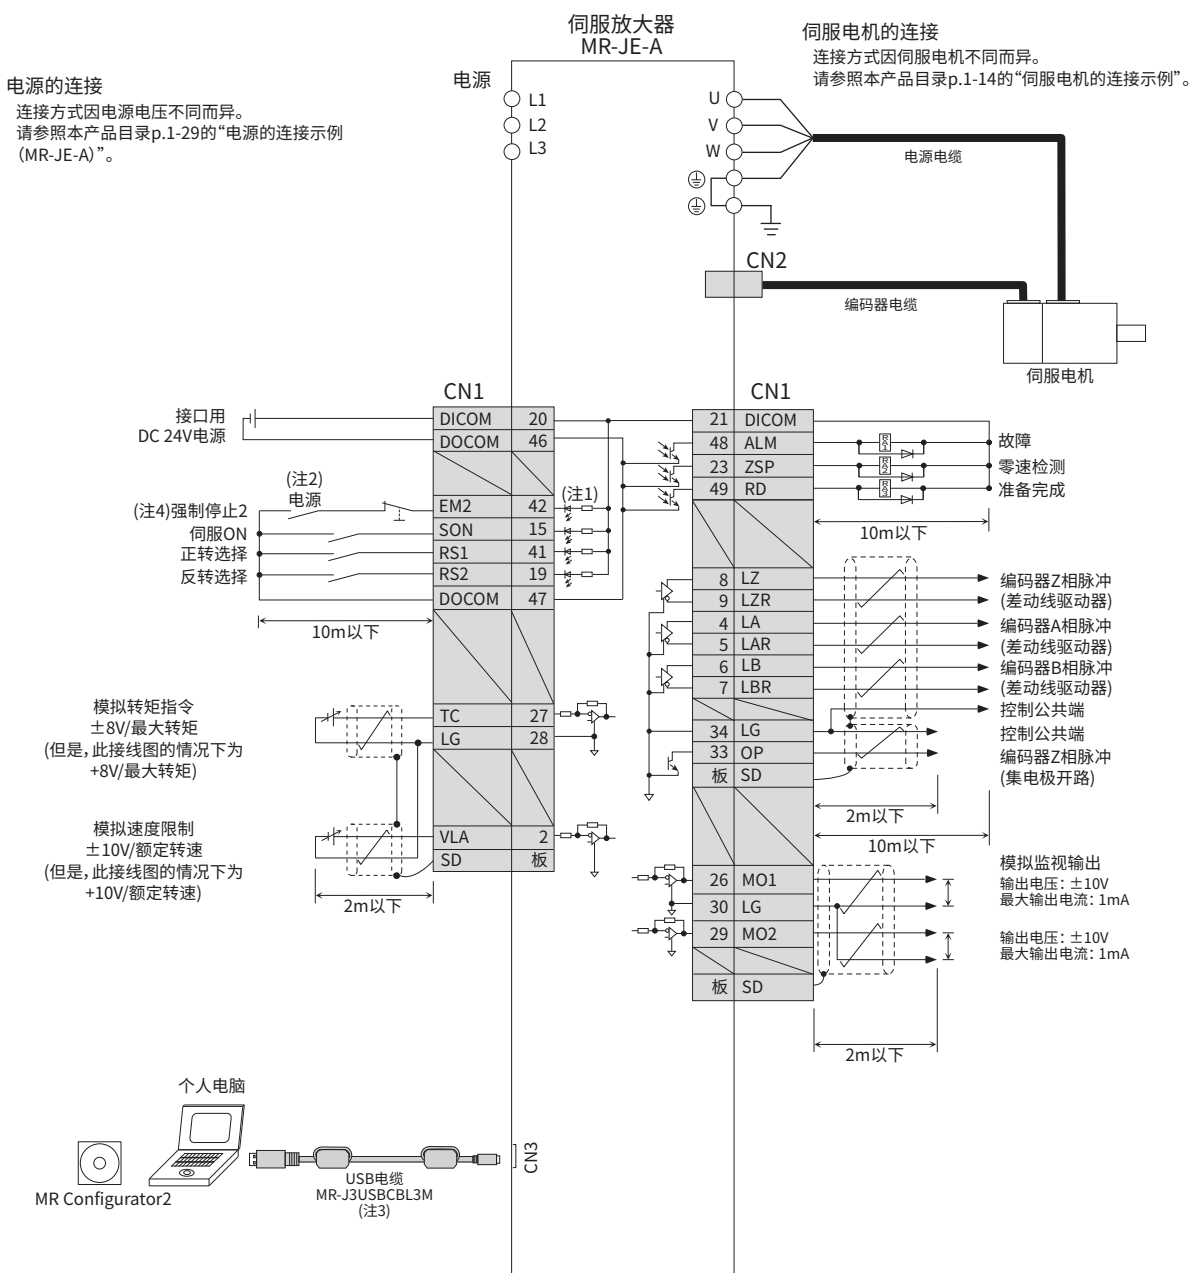 伺服放大器
MR-JE-A
伺服电机的连接
连接方式因伺服电机不同而异。
请参照本产品目录p.1-14的“伺服电机的连接示例”。
电源的连接
连接方式因电源电压不同而异。
请参照本产品目录p.1-29的“电源的连接示例
（MR-JE-A）”。
电源
L1
L2
L3
U
V
W
电源电缆
CN2
编码器电缆
伺服电机
CN1
接口用
DC 24V电源
DICOM 20
DOCOM 46
(注2)
电源
(注1)
(注4)强制停止2
EM2 42
伺服ON
SON 15
正转选择
RS1 41
反转选择
RS2 19
DOCOM 47
10m以下
模拟转矩指令
±8V/最大转矩
(但是，此接线图的情况下为
+8V/最大转矩)
TC 27
LG 28
模拟速度限制
±10V/额定转速
(但是，此接线图的情况下为
+10V/额定转速)
VLA 2
SD 板
2m以下
CN1
21 DICOM
48 ALM
RA1
故障
23 ZSP
RA2
零速检测
49 RD
RA3
准备完成
10m以下
8 LZ
编码器Z相脉冲
9 LZR
(差动线驱动器)
4 LA
编码器A相脉冲
5 LAR
(差动线驱动器)
6 LB
编码器B相脉冲
7 LBR
(差动线驱动器)
控制公共端
34 LG
控制公共端
33 OP
编码器Z相脉冲
(集电极开路)
板 SD
2m以下
10m以下
模拟监视输出
26 MO1
输出电压：±10V
最大输出电流：1mA
30 LG
29 MO2
输出电压：±10V
最大输出电流：1mA
板 SD
2m以下
个人电脑
MR Configurator2
USB电缆
MR-J3USBCBL3M
(注3)
CN3